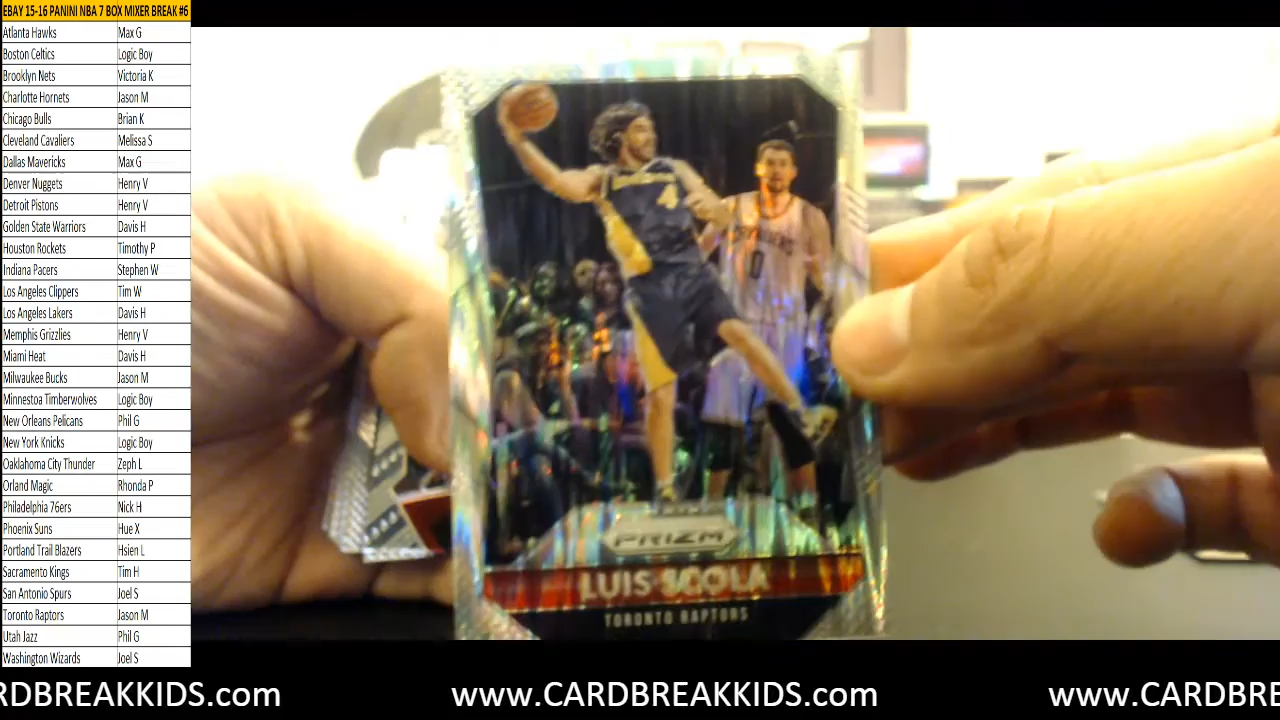 EBAY 15-16 PANINI NBA 7 BOX MIXER BREAK #6
Atlanta Hawks Max G
Boston Celtics Logic Boy
Brooklyn Nets Victoria K
Charlotte Hornets Jason M
Chicago Bulls Brian K
Cleveland Cavaliers Melissa S
Dallas Mavericks Max G
Denver Nuggets Henry V
Detroit Pistons Henry V
Golden State Warriors Davis H
Houston Rockets Timothy P
Indiana Pacers Stephen W
Los Angeles Clippers Tim W
Los Angeles Lakers Davis H
Memphis Grizzlies Henry V
Miami Heat Davis H
Milwaukee Bucks Jason M
Minnestoa Timberwolves Logic Boy
New Orleans Pelicans Phil G
New York Knicks Logic Boy
Oaklahoma City Thunder Zeph L
Orland Magic Rhonda P
Philadelphia 76ers Nick H
Phoenix Suns Hue X
Portland Trail Blazers Hsien L
Sacramento Kings Tim H
San Antonio Spurs Joel S
Toronto Raptors Jason M
Utah Jazz Phil G
Washington Wizards Joel S
4
0
PRIZM
LUIS SCOLA
TORONTO RAPTORS
RDBREAKKIDS.com www.CARDBREAKKIDS.com www.CARDBR